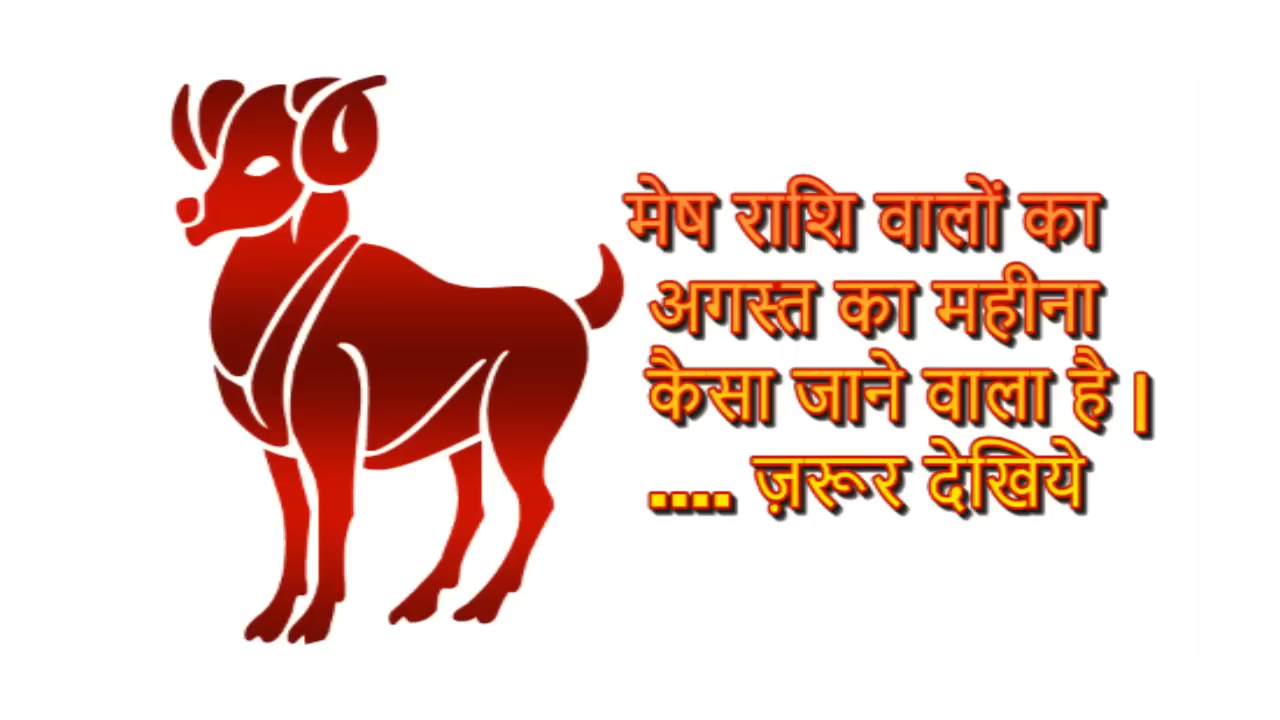 मेष राशि वालों का
अगस्त का महीना
कैसा जाने वाला है |
.... ज़रूर देखिये